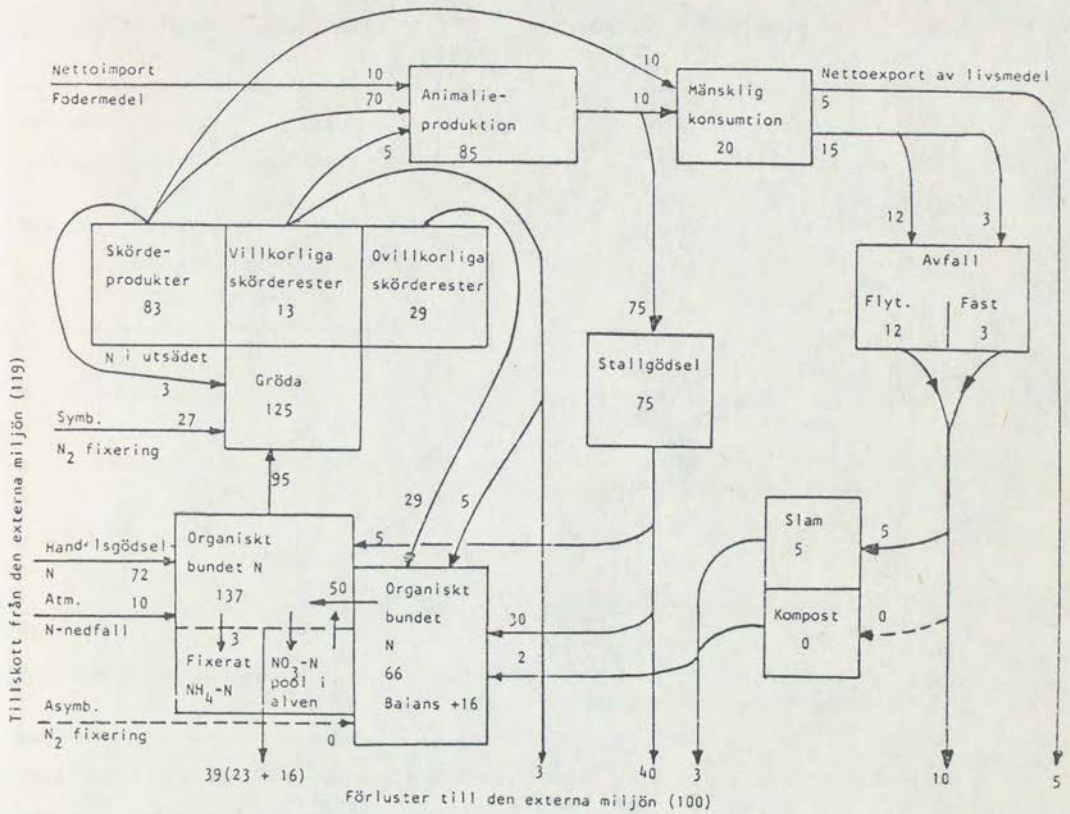 Nettoimport
10
Fodermedel
70
5
Animalie-
produktion
85
10
10
Mänsklig
konsumtion
20
Nettoexport av livsmedel
5
15
12
3
Avfall
Flyt.
Fast
12
3
Skörde-
produkter
83
Villkorliga
skörderester
13
Ovillkorliga
skörderester
29
75
Stallgödsel
75
N i utsädet
3
Gröda
125
Symb.
27
N2 fixering
95
29
5
Slam
5
5
Kompost
0
0
Tillskott från den externa miljön (119)
Handelsgödsel-
N 72
Atm. 10
N-nedfall
Organiskt
bundet N
137
5
50
3
Fixerat
NH4-N
NO3-N
pool i
alven
Organiskt
bundet
N
66
Balans +16
30
2
Asymb.
N2 fixering
0
39(23 + 16)
3
40
3
10
5
Förluster till den externa miljön (100)